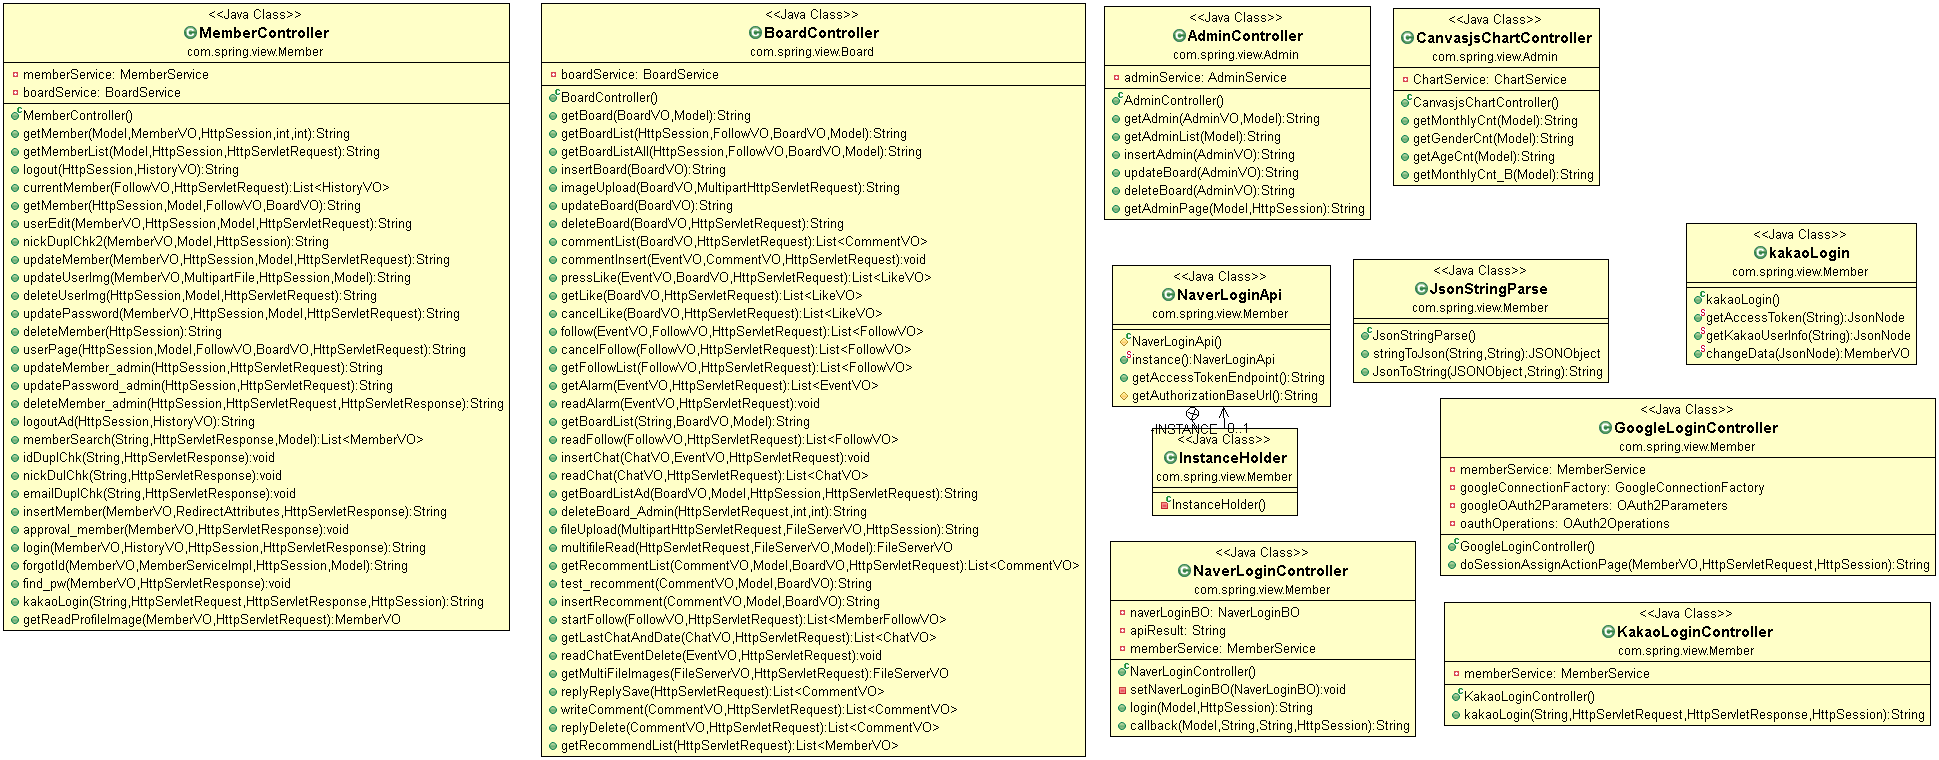 <<Java Class>>
MemberController
com.spring.view.Member
memberService: MemberService
boardService: BoardService
MemberController()
getMember(Model,MemberVO,HttpSession,int,int):String
getMemberList(Model,HttpSession,HttpServletRequest):String
logout(HttpSession,HistoryVO):String
currentMember(FollowVO,HttpServletRequest):List<HistoryVO>
getMember(HttpSession,Model,FollowVO,BoardVO):String
userEdit(MemberVO,HttpSession,Model,HttpServletRequest):String
nickDuplChk2(MemberVO,Model,HttpSession):String
updateMember(MemberVO,HttpSession,Model,HttpServletRequest):String
updateUserImg(MemberVO,MultipartFile,HttpSession,Model):String
deleteUserImg(HttpSession,Model,HttpServletRequest):String
updatePassword(MemberVO,HttpSession,Model,HttpServletRequest):String
deleteMember(HttpSession):String
userPage(HttpSession,Model,FollowVO,BoardVO,HttpServletRequest):String
updateMember_admin(HttpSession,HttpServletRequest):String
updatePassword_admin(HttpSession,HttpServletRequest):String
deleteMember_admin(HttpSession,HttpServletRequest,HttpServletResponse):String
logoutAd(HttpSession,HistoryVO):String
memberSearch(String,HttpServletResponse,Model):List<MemberVO>
idDuplChk(String,HttpServletResponse):void
nickDulChk(String,HttpServletResponse):void
emailDuplChk(String,HttpServletResponse):void
insertMember(MemberVO,RedirectAttributes,HttpServletResponse):String
approval_member(MemberVO,HttpServletResponse):void
login(MemberVO,HistoryVO,HttpSession,HttpServletResponse):String
forgotId(MemberVO,MemberServiceImpl,HttpSession,Model):String
find_pw(MemberVO,HttpServletResponse):void
kakaoLogin(String,HttpServletRequest,HttpServletResponse,HttpSession):String
getReadProfileImage(MemberVO,HttpServletRequest):MemberVO
<<Java Class>>
BoardController
com.spring.view.Board
boardService: BoardService
BoardController()
getBoard(BoardVO,Model):String
getBoardList(HttpSession,FollowVO,BoardVO,Model):String
getBoardListAll(HttpSession,FollowVO,BoardVO,Model):String
insertBoard(BoardVO):String
imageUpload(BoardVO,MultipartHttpServletRequest):String
updateBoard(BoardVO):String
deleteBoard(BoardVO,HttpServletRequest):String
commentList(BoardVO,HttpServletRequest):List<CommentVO>
commentInsert(EventVO,CommentVO,HttpServletRequest):void
pressLike(EventVO,BoardVO,HttpServletRequest):List<LikeVO>
getLike(BoardVO,HttpServletRequest):List<LikeVO>
cancelLike(BoardVO,HttpServletRequest):List<LikeVO>
follow(EventVO,FollowVO,HttpServletRequest):List<FollowVO>
cancelFollow(FollowVO,HttpServletRequest):List<FollowVO>
getFollowList(FollowVO,HttpServletRequest):List<FollowVO>
getAlarm(EventVO,HttpServletRequest):List<EventVO>
readAlarm(EventVO,HttpServletRequest):void
getBoardList(String,BoardVO,Model):String
readFollow(FollowVO,HttpServletRequest):List<FollowVO>
insertChat(ChatVO,EventVO,HttpServletRequest):void
readChat(ChatVO,HttpServletRequest):List<ChatVO>
getBoardListAd(BoardVO,Model,HttpSession,HttpServletRequest):String
deleteBoard_Admin(HttpServletRequest,int,int):String
fileUpload(MultipartHttpServletRequest,FileServerVO,HttpSession):String
multifileRead(HttpServletRequest,FileServerVO,Model):FileServerVO
getRecommentList(CommentVO,Model,BoardVO,HttpServletRequest):List<CommentVO>
test_recomment(CommentVO,Model,BoardVO):String
insertRecomment(CommentVO,Model,BoardVO):String
startFollow(FollowVO,HttpServletRequest):List<MemberFollowVO>
getLastChatAndDate(ChatVO,HttpServletRequest):List<ChatVO>
readChatEventDelete(EventVO,HttpServletRequest):void
getMultiFileImages(FileServerVO,HttpServletRequest):FileServerVO
replyReplySave(HttpServletRequest):List<CommentVO>
writeComment(CommentVO,HttpServletRequest):List<CommentVO>
replyDelete(CommentVO,HttpServletRequest):List<CommentVO>
getRecommendList(HttpServletRequest):List<MemberVO>
<<Java Class>>
AdminController
com.spring.view.Admin
adminService: AdminService
AdminController()
getAdmin(AdminVO,Model):String
getAdminList(Model):String
insertAdmin(AdminVO):String
updateBoard(AdminVO):String
deleteBoard(AdminVO):String
getAdminPage(Model,HttpSession):String
<<Java Class>>
CanvasjsChartController
com.spring.view.Admin
ChartService: ChartService
CanvasjsChartController()
getMonthlyCnt(Model):String
getGenderCnt(Model):String
getAgeCnt(Model):String
getMonthlyCnt_B(Model):String
<<Java Class>>
kakaoLogin
com.spring.view.Member
kakaoLogin()
getAccessToken(String):JsonNode
getKakaoUserInfo(String):JsonNode
changeData(JsonNode):MemberVO
<<Java Class>>
NaverLoginApi
com.spring.view.Member
NaverLoginApi()
instance():NaverLoginApi
getAccessTokenEndpoint():String
getAuthorizationBaseUrl():String
<<Java Class>>
JsonStringParse
com.spring.view.Member
JsonStringParse()
stringToJson(String,String):JSONObject
JsonToString(JSONObject,String):String
-INSTANCE 0..1
<<Java Class>>
InstanceHolder
com.spring.view.Member
InstanceHolder()
<<Java Class>>
GoogleLoginController
com.spring.view.Member
memberService: MemberService
googleConnectionFactory: GoogleConnectionFactory
googleOAuth2Parameters: OAuth2Parameters
oauthOperations: OAuth2Operations
GoogleLoginController()
doSessionAssignActionPage(MemberVO,HttpServletRequest,HttpSession):String
<<Java Class>>
NaverLoginController
com.spring.view.Member
naverLoginBO: NaverLoginBO
apiResult: String
memberService: MemberService
NaverLoginController()
setNaverLoginBO(NaverLoginBO):void
login(Model,HttpSession):String
callback(Model,String,String,HttpSession):String
<<Java Class>>
KakaoLoginController
com.spring.view.Member
memberService: MemberService
KakaoLoginController()
kakaoLogin(String,HttpServletRequest,HttpServletResponse,HttpSession):String